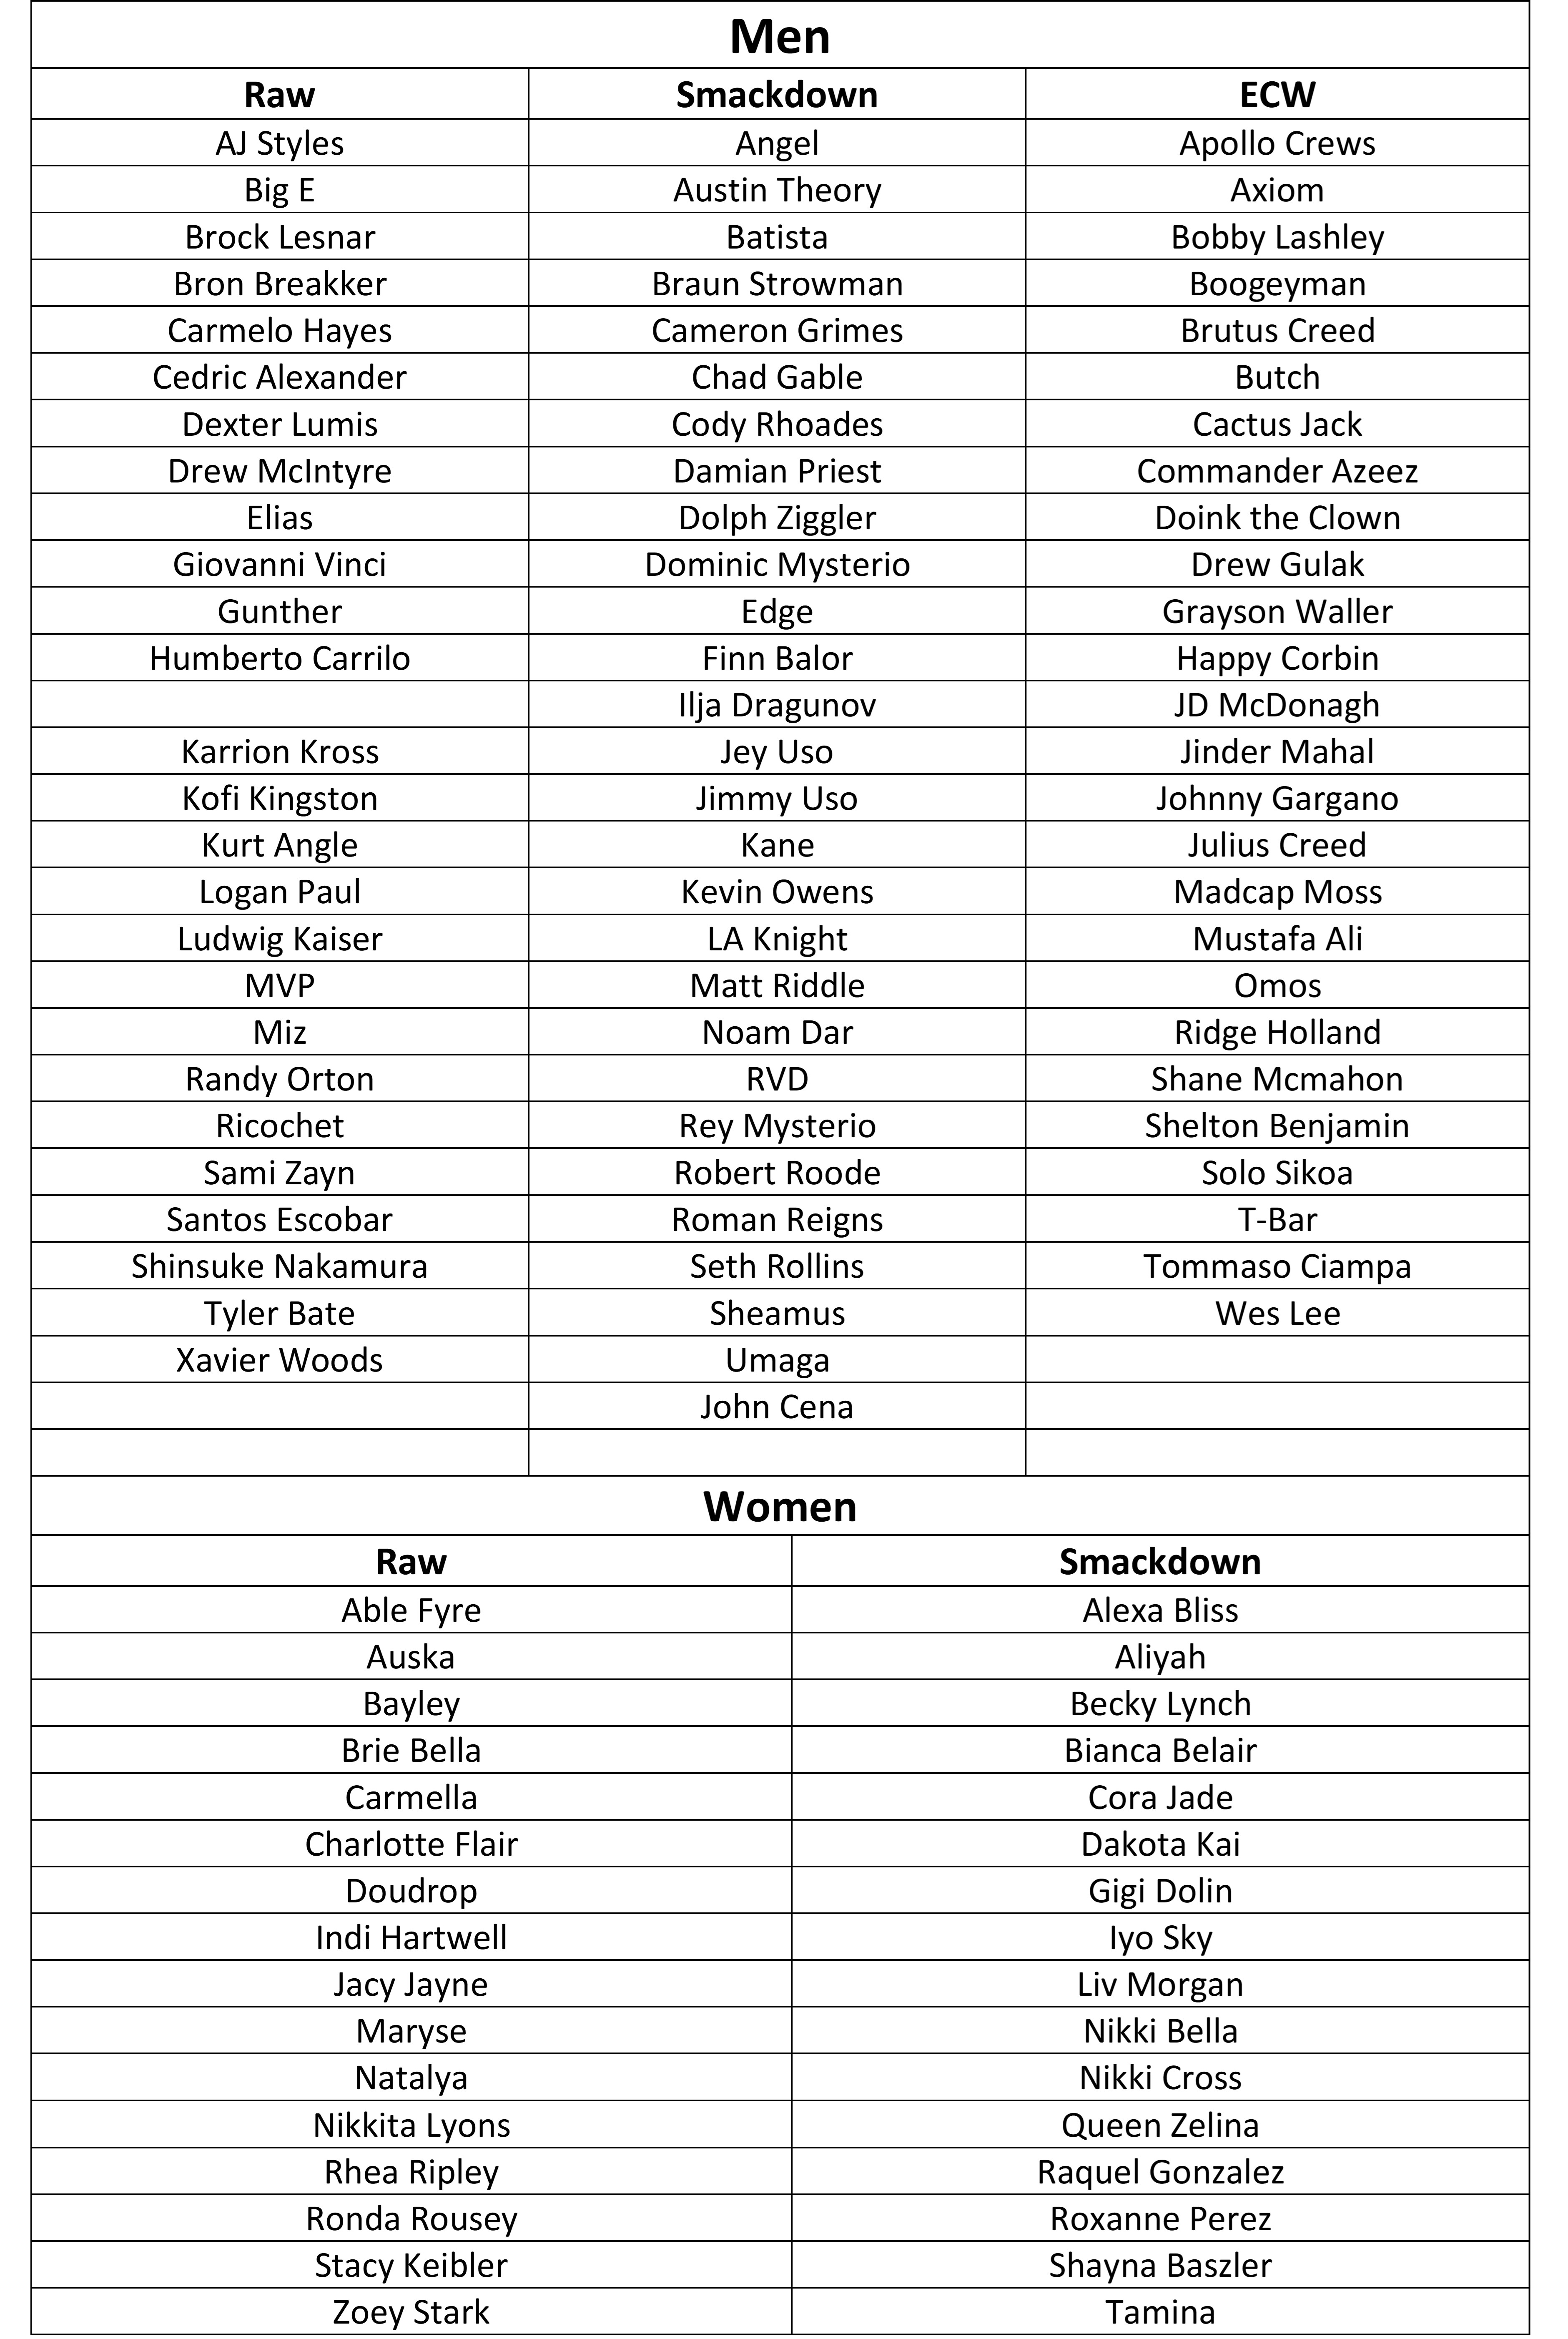 Men
Raw Smackdown ECW
AJ Styles Angel Apollo Crews
Big E Austin Theory Axiom
Brock Lesnar Batista Bobby Lashley
Bron Breakker Braun Strowman Boogeyman
Carmelo Hayes Cameron Grimes Brutus Creed
Cedric Alexander Chad Gable Butch
Dexter Lumis Cody Rhoades Cactus Jack
Drew McIntyre Damian Priest Commander Azeez
Elias Dolph Ziggler Doink the Clown
Giovanni Vinci Dominic Mysterio Drew Gulak
Gunther Edge Grayson Waller
Humberto Carrilo Finn Balor Happy Corbin
Ilja Dragunov JD McDonagh
Karrion Kross Jey Uso Jinder Mahal
Kofi Kingston Jimmy Uso Johnny Gargano
Kurt Angle Kane Julius Creed
Logan Paul Kevin Owens Madcap Moss
Ludwig Kaiser LA Knight Mustafa Ali
MVP Matt Riddle Omos
Miz Noam Dar Ridge Holland
Randy Orton RVD Shane Mcmahon
Ricochet Rey Mysterio Shelton Benjamin
Sami Zayn Robert Roode Solo Sikoa
Santos Escobar Roman Reigns T-Bar
Shinsuke Nakamura Seth Rollins Tommaso Ciampa
Tyler Bate Sheamus Wes Lee
Xavier Woods Umaga
John Cena
Women
Raw Smackdown
Able Fyre Alexa Bliss
Auska Aliyah
Bayley Becky Lynch
Brie Bella Bianca Belair
Carmella Cora Jade
Charlotte Flair Dakota Kai
Doudrop Gigi Dolin
Indi Hartwell Iyo Sky
Jacy Jayne Liv Morgan
Maryse Nikki Bella
Natalya Nikki Cross
Nikkita Lyons Queen Zelina
Rhea Ripley Raquel Gonzalez
Ronda Rousey Roxanne Perez
Stacy Keibler Shayna Baszler
Zoey Stark Tamina